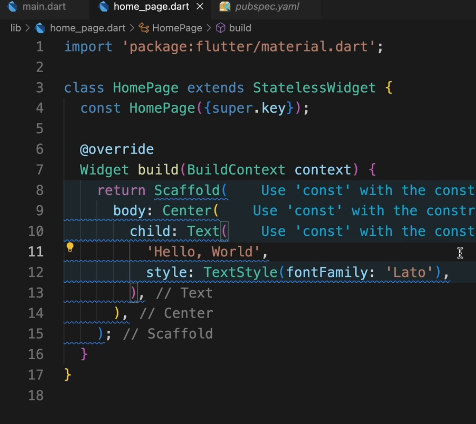 main.dart home_page.dart × pubspec.yaml
lib > home_page.dart > HomePage > build
1 import 'package:flutter/material.dart';
2
3 class HomePage extends StatelessWidget {
4 const HomePage({super.key});
5
6 @override
7 Widget build(BuildContext context) {
8 return Scaffold( Use 'const' with the const
9 body: Center( Use 'const' with the constr
10 child: Text( Use 'const' with the const
11 'Hello, World',
12 style: TextStyle(fontFamily: 'Lato'),
13 ), // Text
14 ), // Center
15 ); // Scaffold
16 }
17 }
18